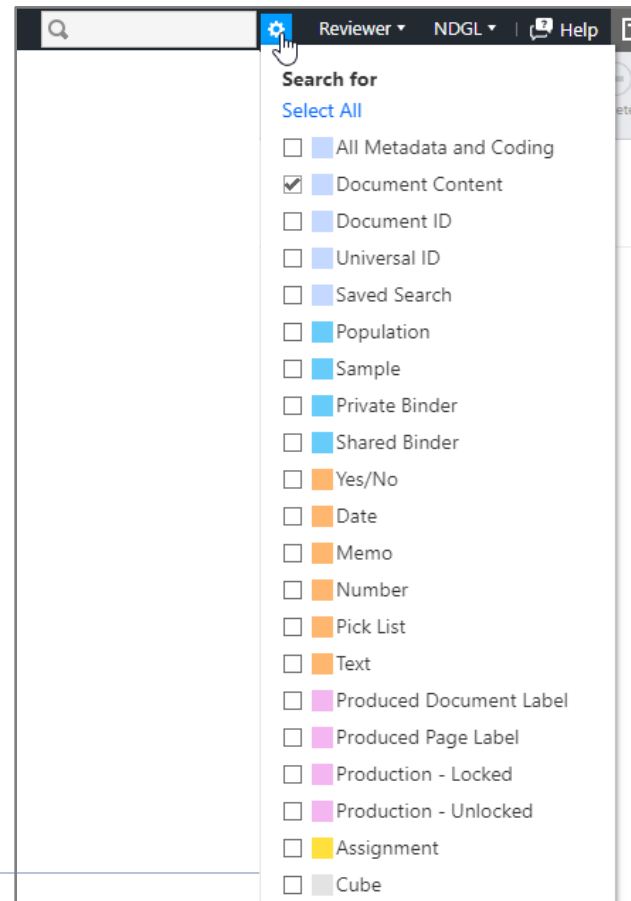 Reviewer NDGL | Help
Search for
Select All
All Metadata and Coding
Document Content
Document ID
Universal ID
Saved Search
Population
Sample
Private Binder
Shared Binder
Yes/No
Date
Memo
Number
Pick List
Text
Produced Document Label
Produced Page Label
Production - Locked
Production - Unlocked
Assignment
Cube